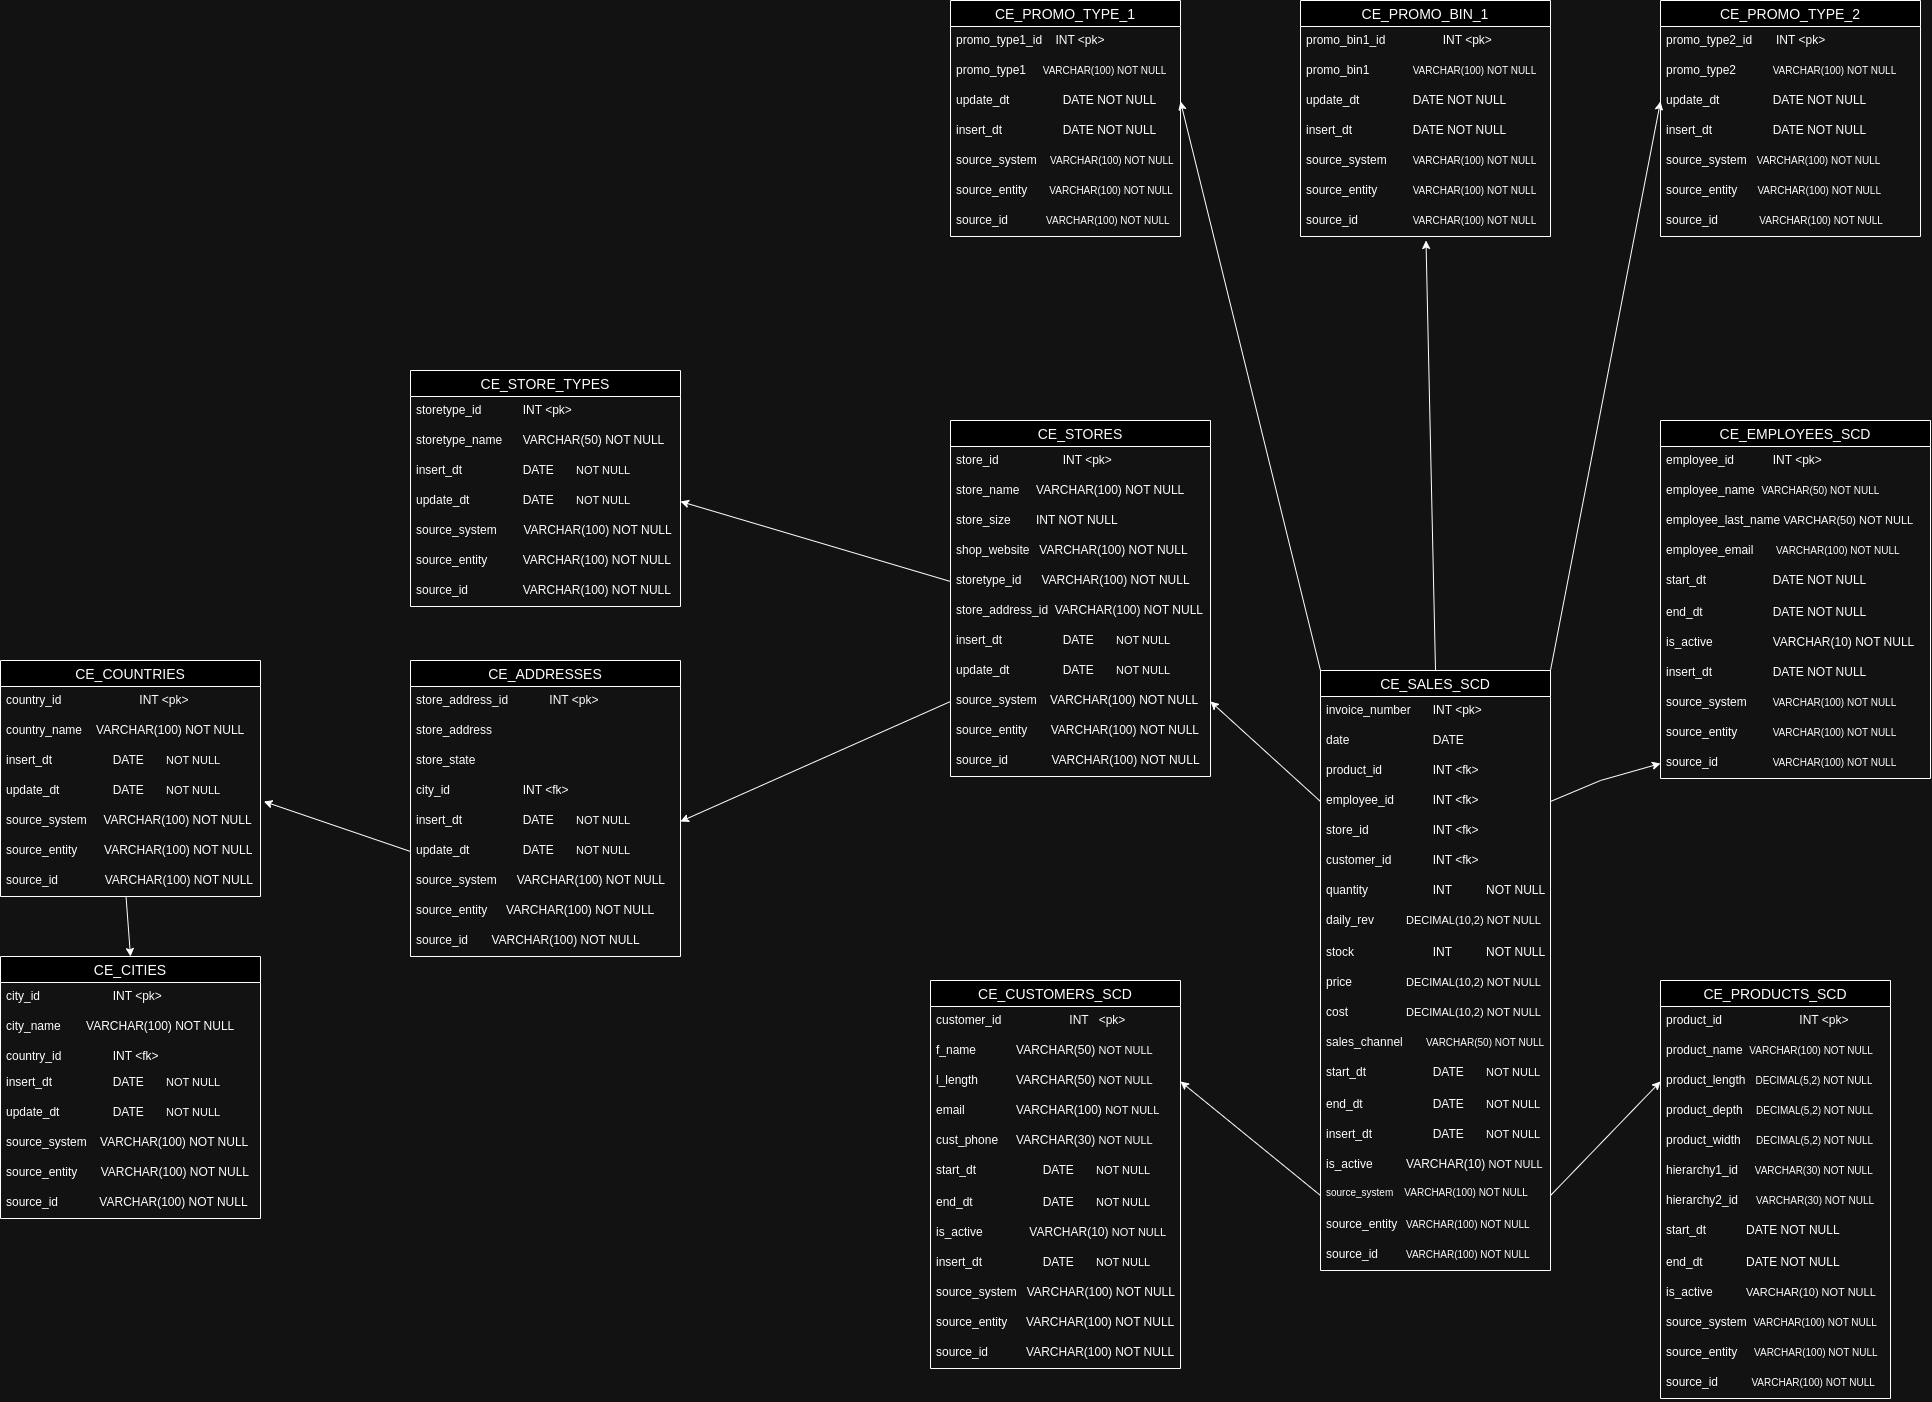 CE_PROMO_TYPE_1
promo_type1_id INT <pk>
promo_type1 VARCHAR(100) NOT NULL
update_dt DATE NOT NULL
insert_dt DATE NOT NULL
source_system VARCHAR(100) NOT NULL
source_entity VARCHAR(100) NOT NULL
source_id VARCHAR(100) NOT NULL
CE_PROMO_BIN_1
promo_bin1_id INT <pk>
promo_bin1 VARCHAR(100) NOT NULL
update_dt DATE NOT NULL
insert_dt DATE NOT NULL
source_system VARCHAR(100) NOT NULL
source_entity VARCHAR(100) NOT NULL
source_id VARCHAR(100) NOT NULL
CE_PROMO_TYPE_2
promo_type2_id INT <pk>
promo_type2 VARCHAR(100) NOT NULL
update_dt DATE NOT NULL
insert_dt DATE NOT NULL
source_system VARCHAR(100) NOT NULL
source_entity VARCHAR(100) NOT NULL
source_id VARCHAR(100) NOT NULL
CE_STORE_TYPES
storetype_id INT <pk>
storetype_name VARCHAR(50) NOT NULL
insert_dt DATE NOT NULL
update_dt DATE NOT NULL
source_system VARCHAR(100) NOT NULL
source_entity VARCHAR(100) NOT NULL
source_id VARCHAR(100) NOT NULL
CE_STORES
store_id INT <pk>
store_name VARCHAR(100) NOT NULL
store_size INT NOT NULL
shop_website VARCHAR(100) NOT NULL
storetype_id VARCHAR(100) NOT NULL
store_address_id VARCHAR(100) NOT NULL
insert_dt DATE NOT NULL
update_dt DATE NOT NULL
source_system VARCHAR(100) NOT NULL
source_entity VARCHAR(100) NOT NULL
source_id VARCHAR(100) NOT NULL
CE_EMPLOYEES_SCD
employee_id INT <pk>
employee_name VARCHAR(50) NOT NULL
employee_last_name VARCHAR(50) NOT NULL
employee_email VARCHAR(100) NOT NULL
start_dt DATE NOT NULL
end_dt DATE NOT NULL
is_active VARCHAR(10) NOT NULL
insert_dt DATE NOT NULL
source_system VARCHAR(100) NOT NULL
source_entity VARCHAR(100) NOT NULL
source_id VARCHAR(100) NOT NULL
CE_COUNTRIES
country_id INT <pk>
country_name VARCHAR(100) NOT NULL
insert_dt DATE NOT NULL
update_dt DATE NOT NULL
source_system VARCHAR(100) NOT NULL
source_entity VARCHAR(100) NOT NULL
source_id VARCHAR(100) NOT NULL
CE_ADDRESSES
store_address_id INT <pk>
store_address
store_state
city_id INT <fk>
insert_dt DATE NOT NULL
update_dt DATE NOT NULL
source_system VARCHAR(100) NOT NULL
source_entity VARCHAR(100) NOT NULL
source_id VARCHAR(100) NOT NULL
CE_SALES_SCD
invoice_number INT <pk>
date DATE
product_id INT <fk>
employee_id INT <fk>
store_id INT <fk>
customer_id INT <fk>
quantity INT NOT NULL
daily_rev DECIMAL(10,2) NOT NULL
stock INT NOT NULL
price DECIMAL(10,2) NOT NULL
cost DECIMAL(10,2) NOT NULL
sales_channel VARCHAR(50) NOT NULL
start_dt DATE NOT NULL
end_dt DATE NOT NULL
insert_dt DATE NOT NULL
is_active VARCHAR(10) NOT NULL
source_system VARCHAR(100) NOT NULL
source_entity VARCHAR(100) NOT NULL
source_id VARCHAR(100) NOT NULL
CE_CITIES
city_id INT <pk>
city_name VARCHAR(100) NOT NULL
country_id INT <fk>
insert_dt DATE NOT NULL
update_dt DATE NOT NULL
source_system VARCHAR(100) NOT NULL
source_entity VARCHAR(100) NOT NULL
source_id VARCHAR(100) NOT NULL
CE_CUSTOMERS_SCD
customer_id INT <pk>
f_name VARCHAR(50) NOT NULL
l_length VARCHAR(50) NOT NULL
email VARCHAR(100) NOT NULL
cust_phone VARCHAR(30) NOT NULL
start_dt DATE NOT NULL
end_dt DATE NOT NULL
is_active VARCHAR(10) NOT NULL
insert_dt DATE NOT NULL
source_system VARCHAR(100) NOT NULL
source_entity VARCHAR(100) NOT NULL
source_id VARCHAR(100) NOT NULL
CE_PRODUCTS_SCD
product_id INT <pk>
product_name VARCHAR(100) NOT NULL
product_length DECIMAL(5,2) NOT NULL
product_depth DECIMAL(5,2) NOT NULL
product_width DECIMAL(5,2) NOT NULL
hierarchy1_id VARCHAR(30) NOT NULL
hierarchy2_id VARCHAR(30) NOT NULL
start_dt DATE NOT NULL
end_dt DATE NOT NULL
is_active VARCHAR(10) NOT NULL
source_system VARCHAR(100) NOT NULL
source_entity VARCHAR(100) NOT NULL
source_id VARCHAR(100) NOT NULL